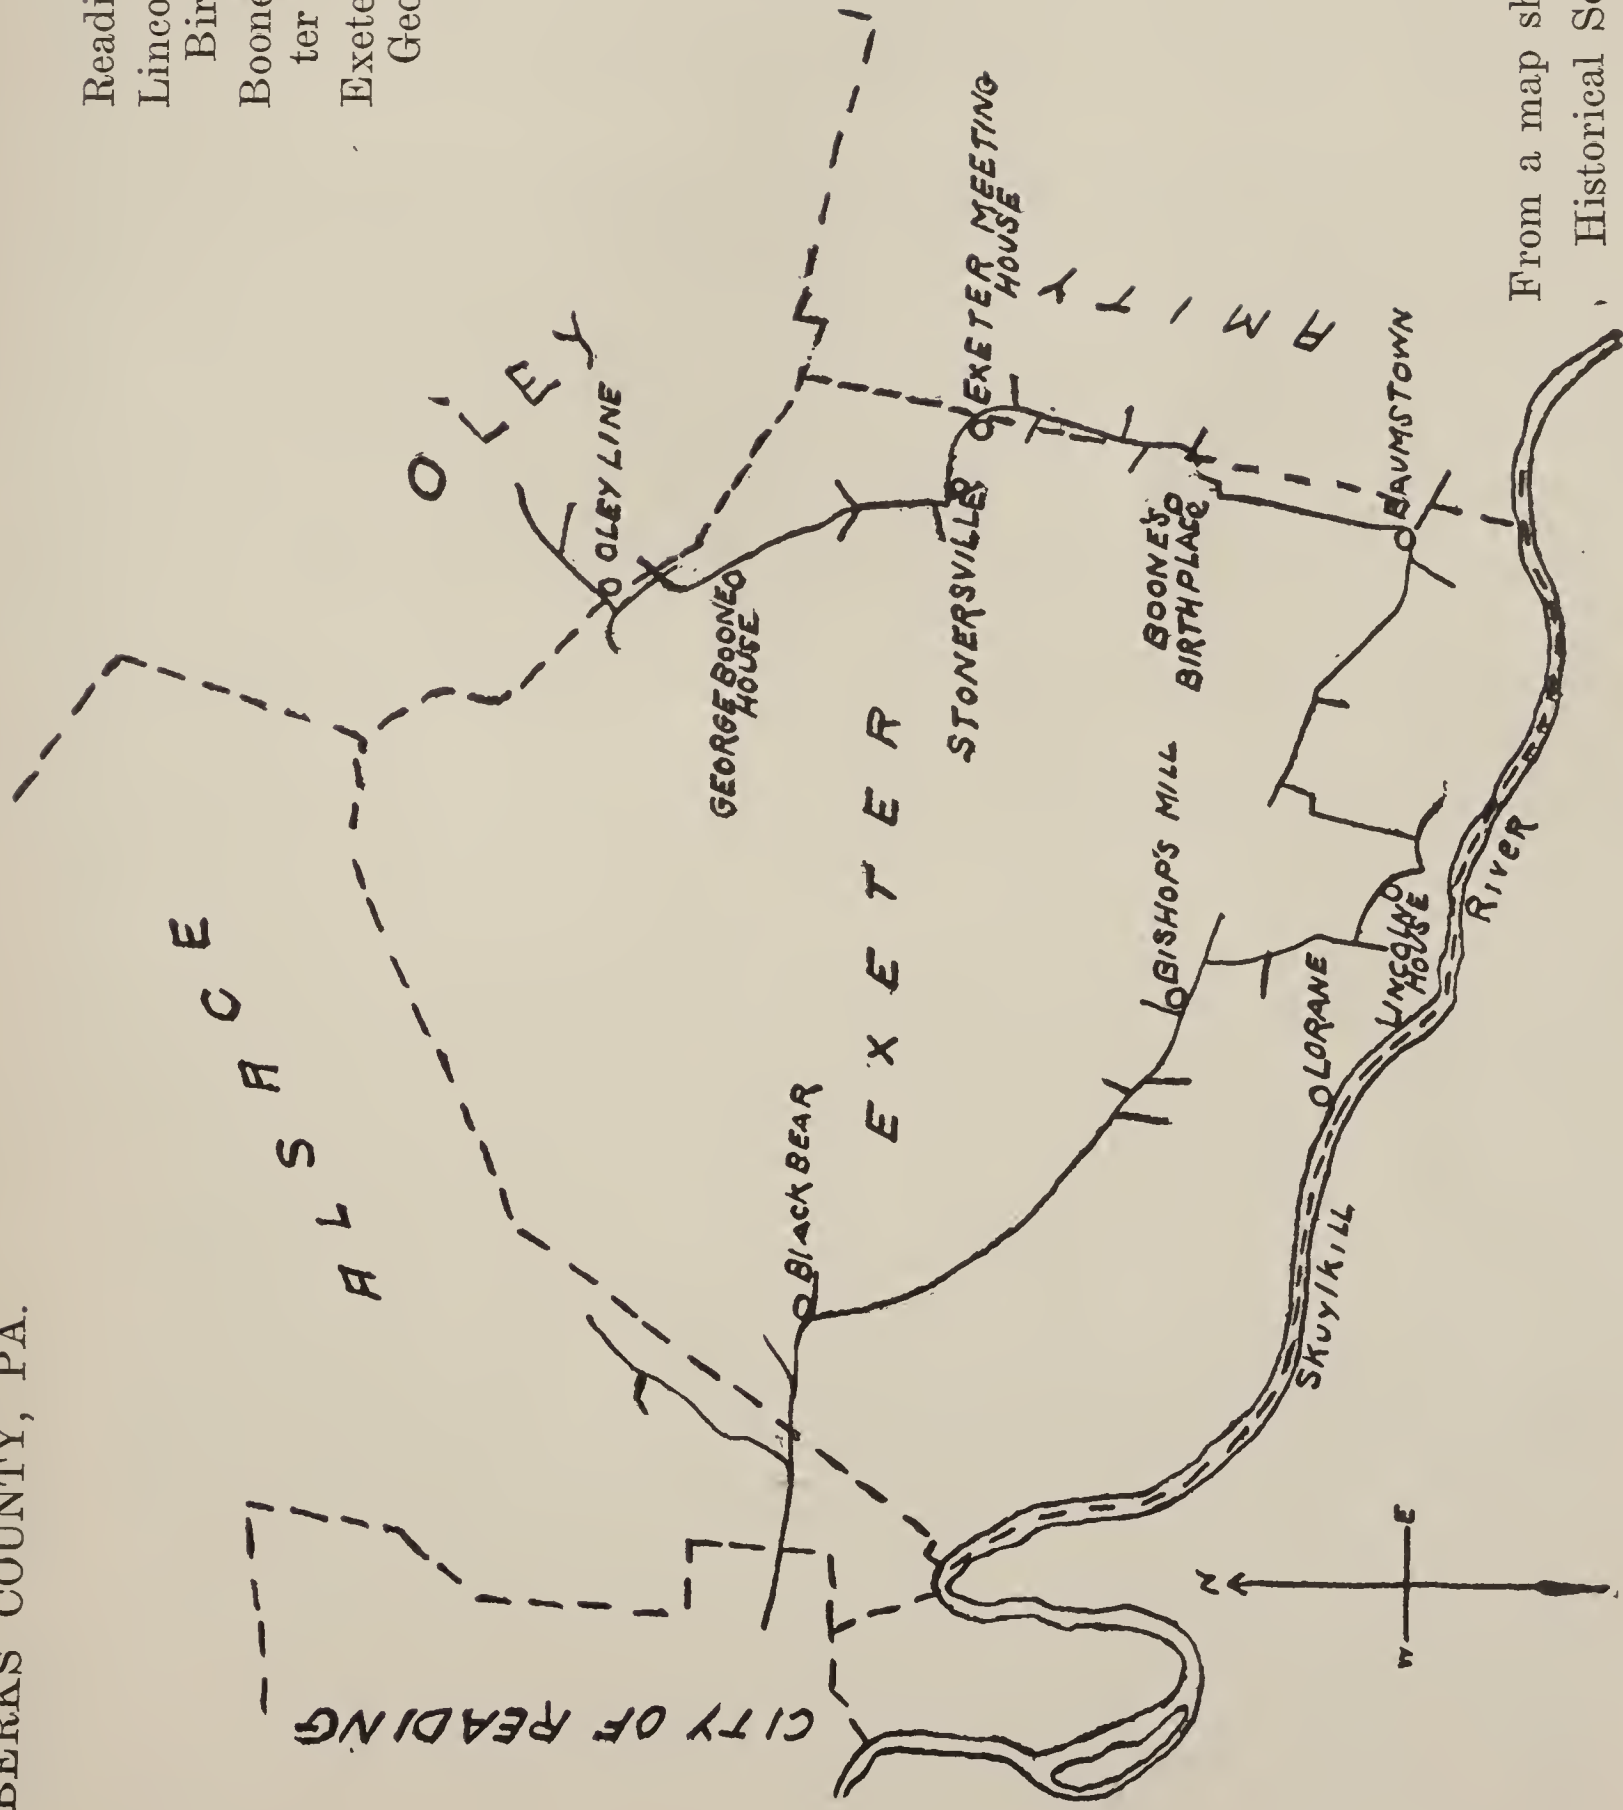 BERKS COUNTY, PA.
Readi
Linco
Bir
Boone
ter
Exete
Geo
ALSACE
OLEY
OLEY LINE
GEORGE BOONE
HOUSE
BLACK BEAR
EXETER
STONERSVILLE
EXETER MEETING
HOUSE
AMITY
BOONE'S
BIRTHPLACE
BISHOP'S MILL
LORANE
LINCOLN
HOUSE
BAUMSTOWN
SKUYLKILL
RIVER
CITY OF READING
N
W
E
From a map sh
Historical So